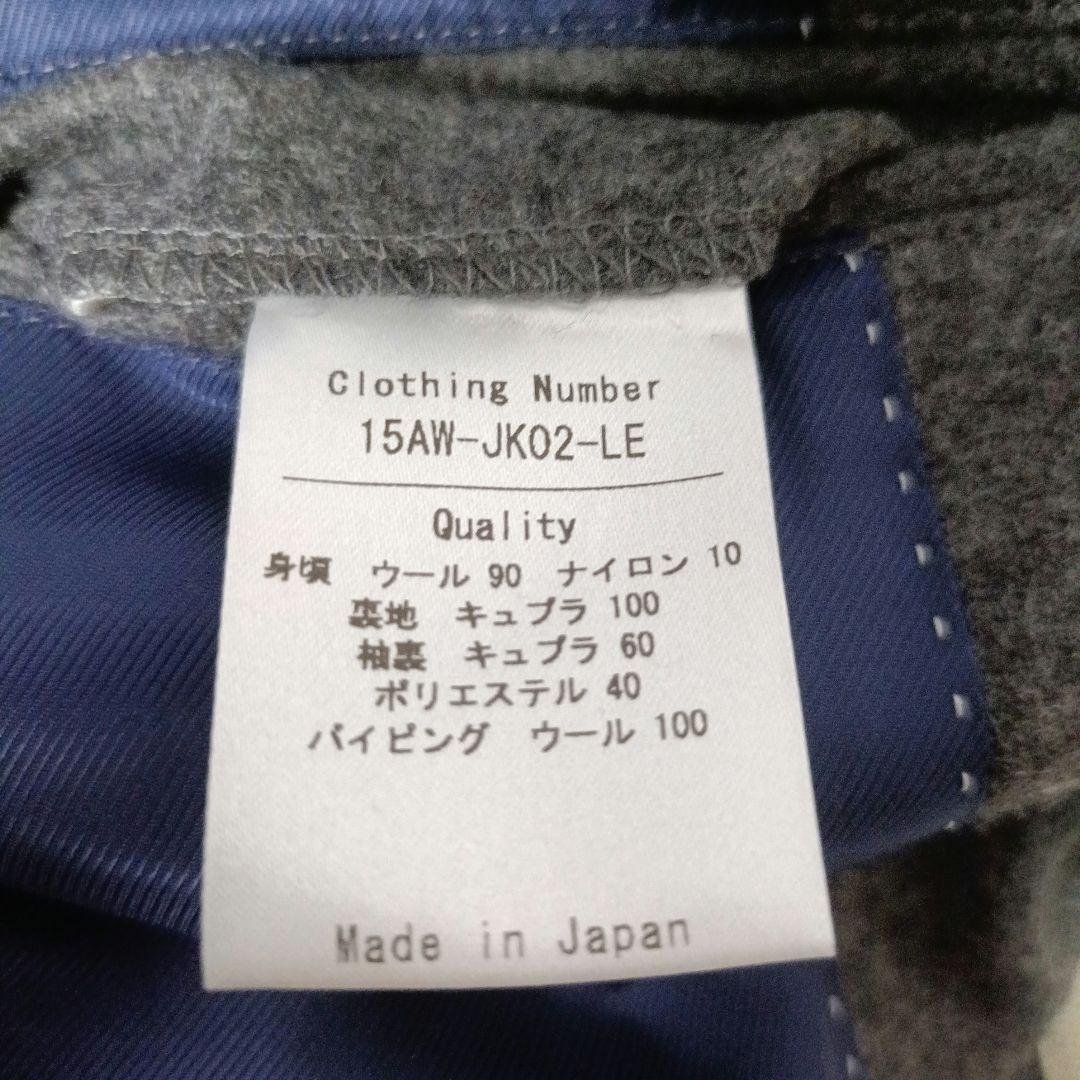 Clothing Number
15AW-JK02-LE
Quality
身頃 ウール 90 ナイロン 10
裏地 キュプラ 100
袖裏 キュプラ 60
ポリエステル 40
パイピング ウール 100
Made in Japan